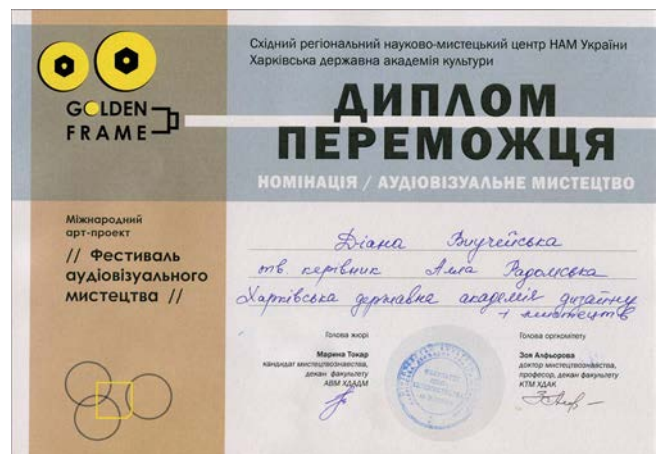 GOLDEN
FRAME
Східний регіональний науково-мистецький центр НАМ України
Харківська державна академія культури
ДИПЛОМ
ПЕРЕМОЖЦЯ
НОМІНАЦІЯ / АУДІОВІЗУАЛЬНЕ МИСТЕЦТВО
Міжнародний
арт-проект
// Фестиваль
аудіовізуального
мистецтва //
Діана
тв. керівник Алла Радомська
Харківська державна академія дизайну
і мистецтв
Голова журі
Марина Токар
кандидат мистецтвознавства,
декан факультету
АВМ ХДАДМ
Голова оргкомітету
Зоя Алфьорова
доктор мистецтвознавства,
професор, декан факультету
КТМ ХДАК